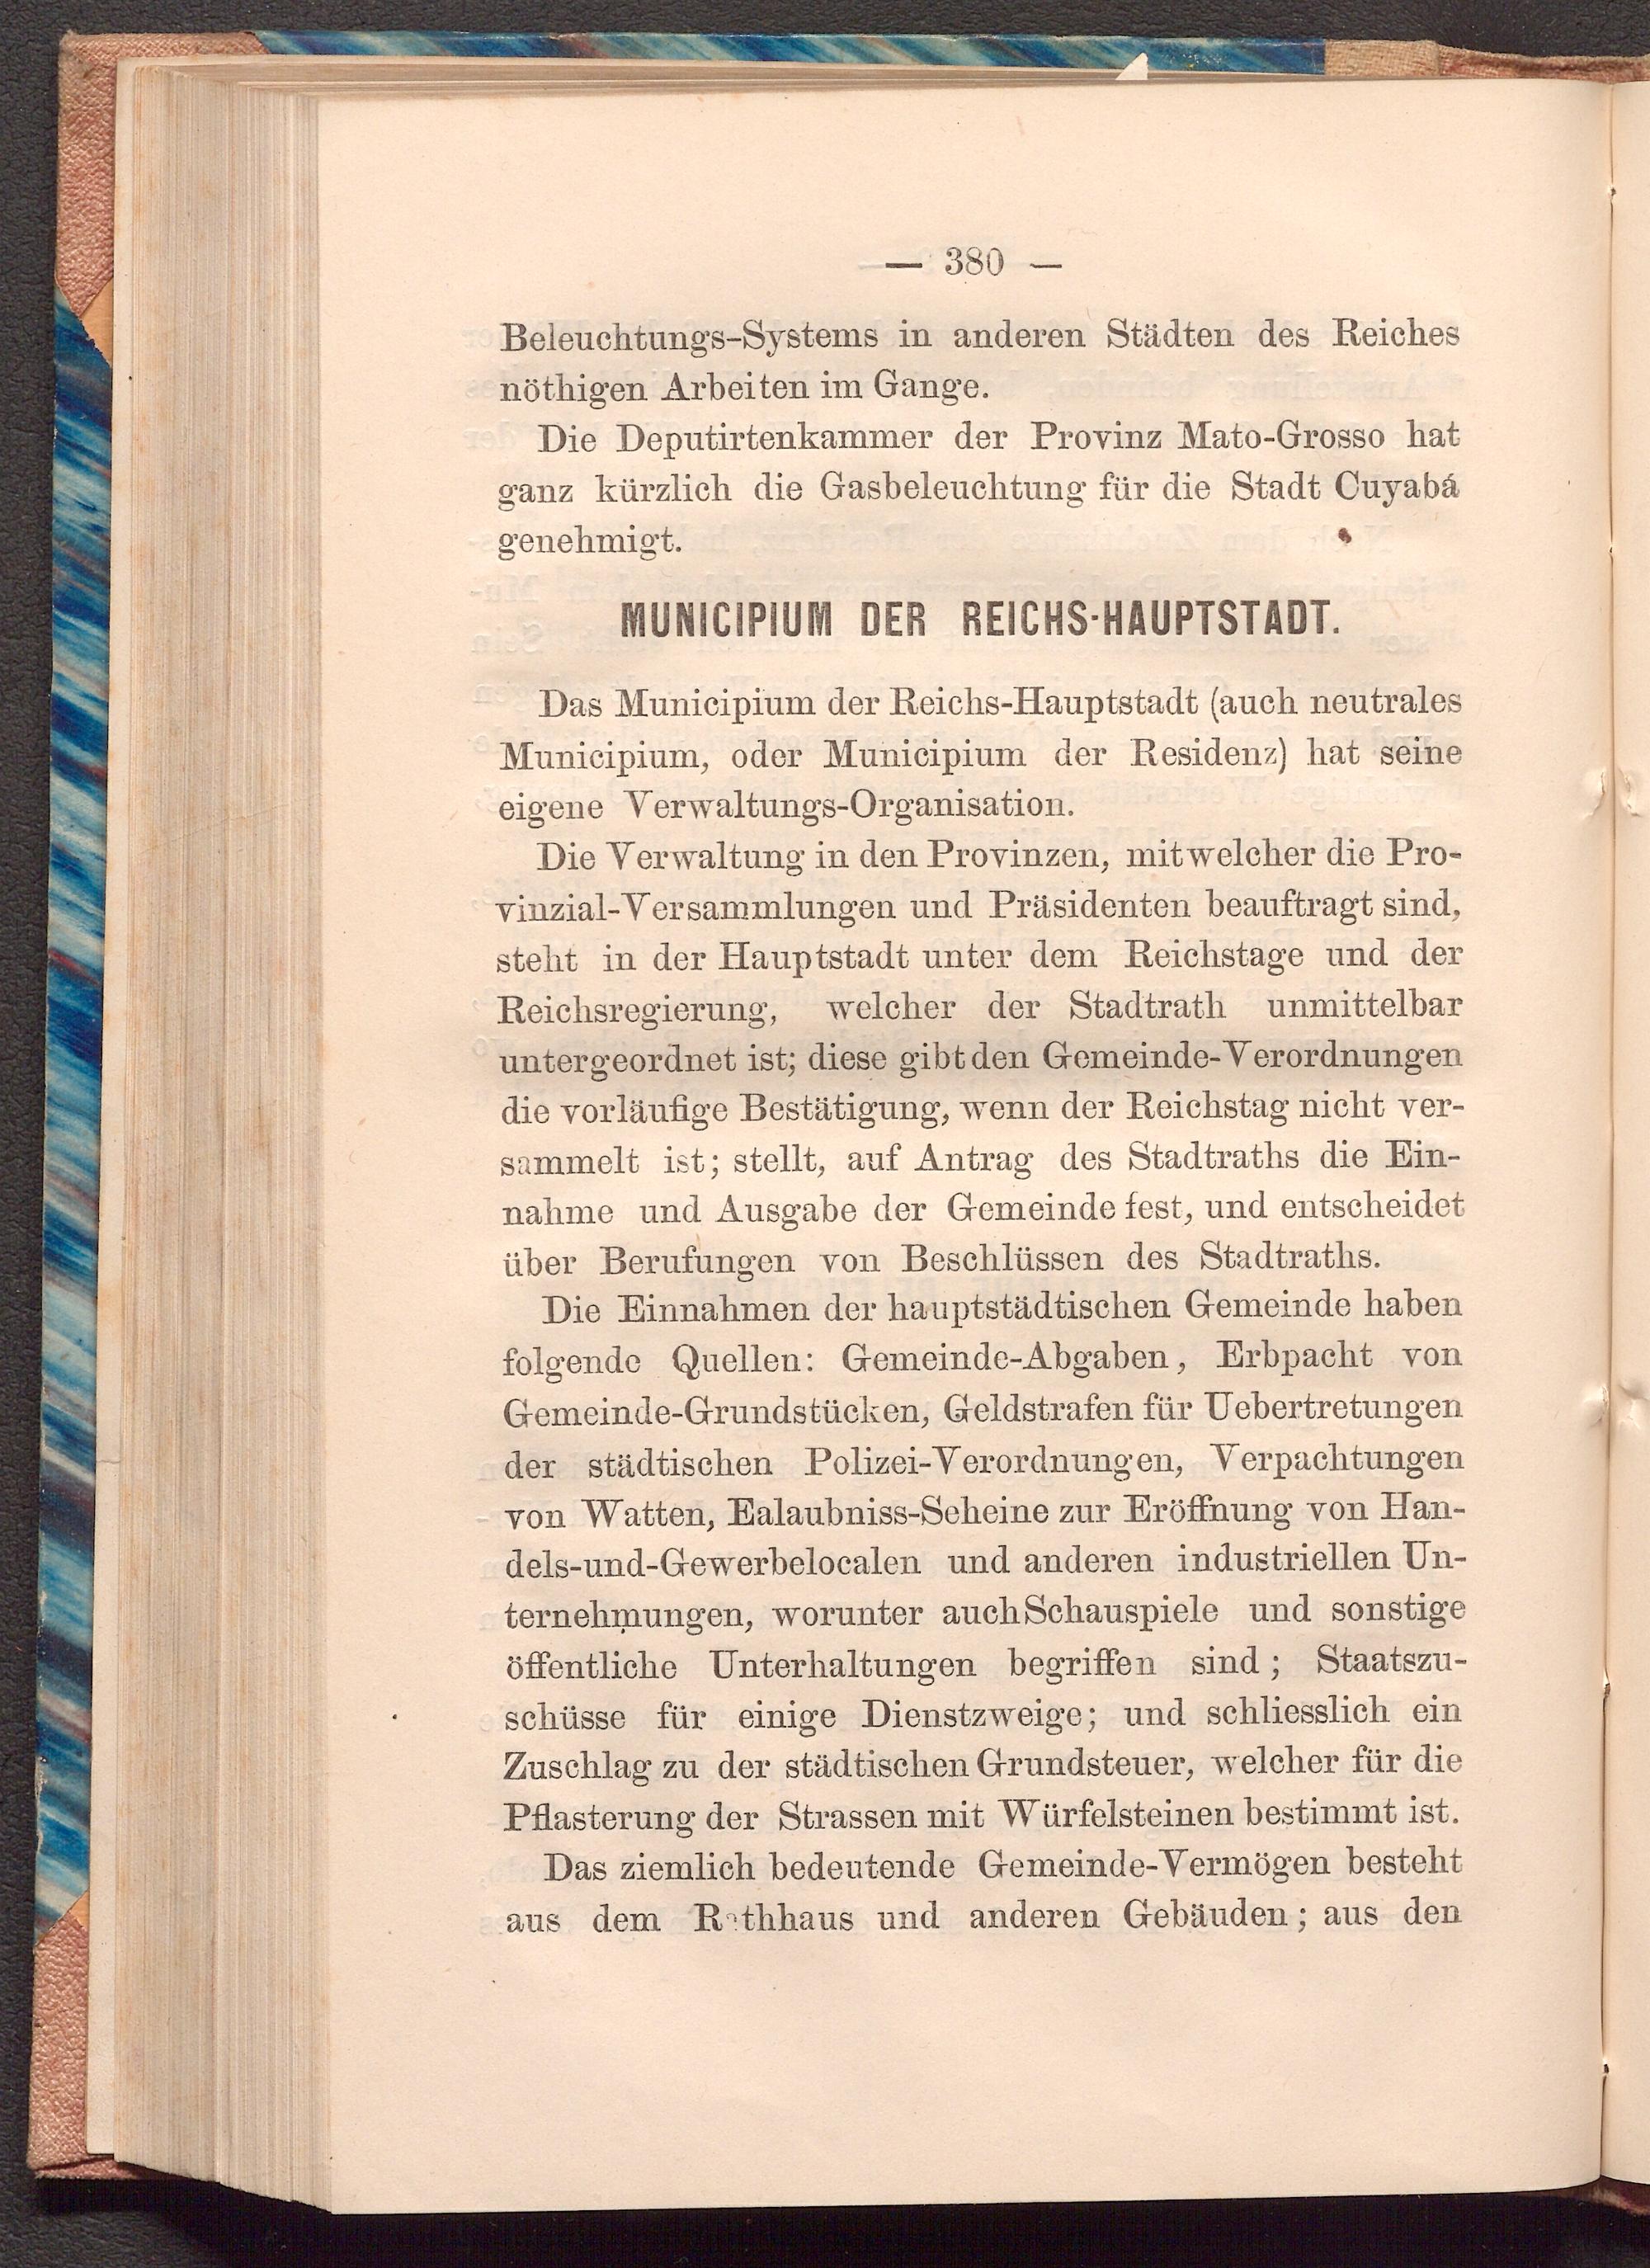 — 380 —
Beleuchtungs-Systems in anderen Städten des Reiches
nöthigen Arbeiten im Gange.
Die Deputirtenkammer der Provinz Mato-Grosso hat
ganz kürzlich die Gasbeleuchtung für die Stadt Cuyabá
genehmigt.
MUNICIPIUM DER REICHS-HAUPTSTADT.
Das Municipium der Reichs-Hauptstadt (auch neutrales
Municipium, oder Municipium der Residenz) hat seine
eigene Verwaltungs-Organisation.
Die Verwaltung in den Provinzen, mitwelcher die Pro-
vinzial-Versammlungen und Präsidenten beauftragt sind,
steht in der Hauptstadt unter dem Reichstage und der
Reichsregierung, welcher der Stadtrath unmittelbar
untergeordnet ist; diese gibt den Gemeinde-Verordnungen
die vorläufige Bestätigung, wenn der Reichstag nicht ver-
sammelt ist; stellt, auf Antrag des Stadtraths die Ein-
nahme und Ausgabe der Gemeinde fest, und entscheidet
über Berufungen von Beschlüssen des Stadtraths.
Die Einnahmen der hauptstädtischen Gemeinde haben
folgende Quellen: Gemeinde-Abgaben, Erbpacht von
Gemeinde-Grundstücken, Geldstrafen für Uebertretungen
der städtischen Polizei-Verordnungen, Verpachtungen
von Watten, Ealaubniss-Seheine zur Eröffnung von Han-
dels-und-Gewerbelocalen und anderen industriellen Un-
ternehmungen, worunter auchSchauspiele und sonstige
öffentliche Unterhaltungen begriffen sind; Staatszu-
schüsse für einige Dienstzweige; und schliesslich ein
Zuschlag zu der städtischen Grundsteuer, welcher für die
Pflasterung der Strassen mit Würfelsteinen bestimmt ist.
Das ziemlich bedeutende Gemeinde-Vermögen besteht
aus dem Rathhaus und anderen Gebäuden; aus den